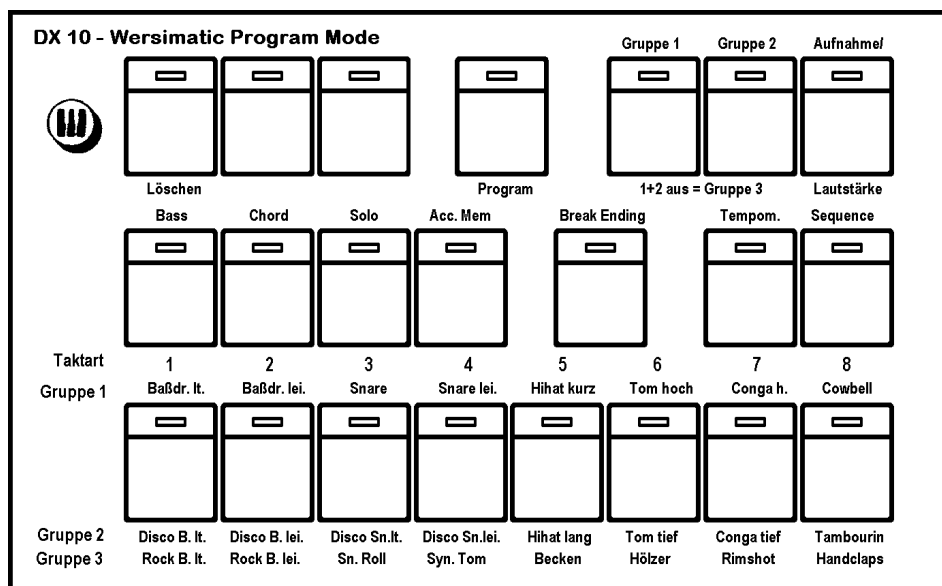 DX 10 - Wersimatic Program Mode
Gruppe 1 Gruppe 2 Aufnahme/
Löschen Program 1+2 aus = Gruppe 3 Lautstärke
Bass Chord Solo Acc. Mem Break Ending Tempom. Sequence
Taktart 1 2 3 4 5 6 7 8
Gruppe 1 Baßdr. lt. Baßdr. lei. Snare Snare lei. Hihat kurz Tom hoch Conga h. Cowbell
Gruppe 2 Disco B. lt. Disco B. lei. Disco Sn.lt. Disco Sn.lei. Hihat lang Tom tief Conga tief Tambourin
Gruppe 3 Rock B. lt. Rock B. lei. Sn. Roll Syn. Tom Becken Hölzer Rimshot Handclaps